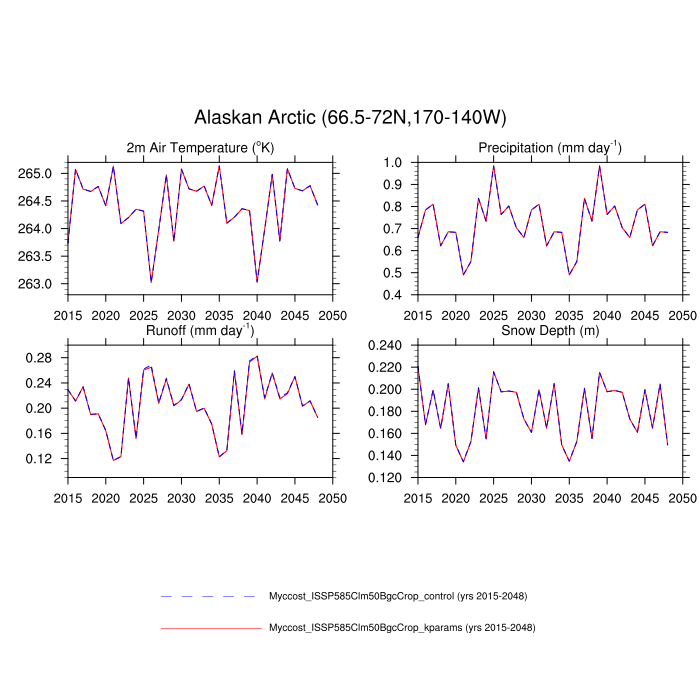 Alaskan Arctic (66.5-72N,170-140W)
2m Air Temperature (°K)
Precipitation (mm day⁻¹)
265.0
264.5
264.0
263.5
263.0
2015 2020 2025 2030 2035 2040 2045 2050
1.0
0.9
0.8
0.7
0.6
0.5
0.4
2015 2020 2025 2030 2035 2040 2045 2050
Runoff (mm day⁻¹)
Snow Depth (m)
0.28
0.24
0.20
0.16
0.12
2015 2020 2025 2030 2035 2040 2045 2050
0.240
0.220
0.200
0.180
0.160
0.140
0.120
2015 2020 2025 2030 2035 2040 2045 2050
Myccost_ISSP585Clm50BgcCrop_control (yrs 2015-2048)
Myccost_ISSP585Clm50BgcCrop_kparams (yrs 2015-2048)